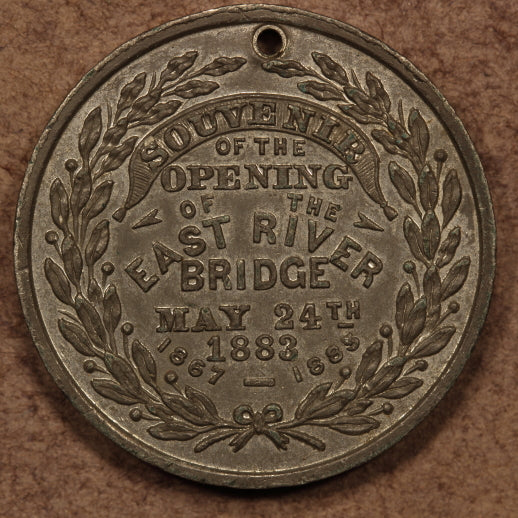 SOUVENIR
OF THE
OPENING
OF THE
EAST RIVER
BRIDGE
MAY 24TH
1883
1867 — 1883